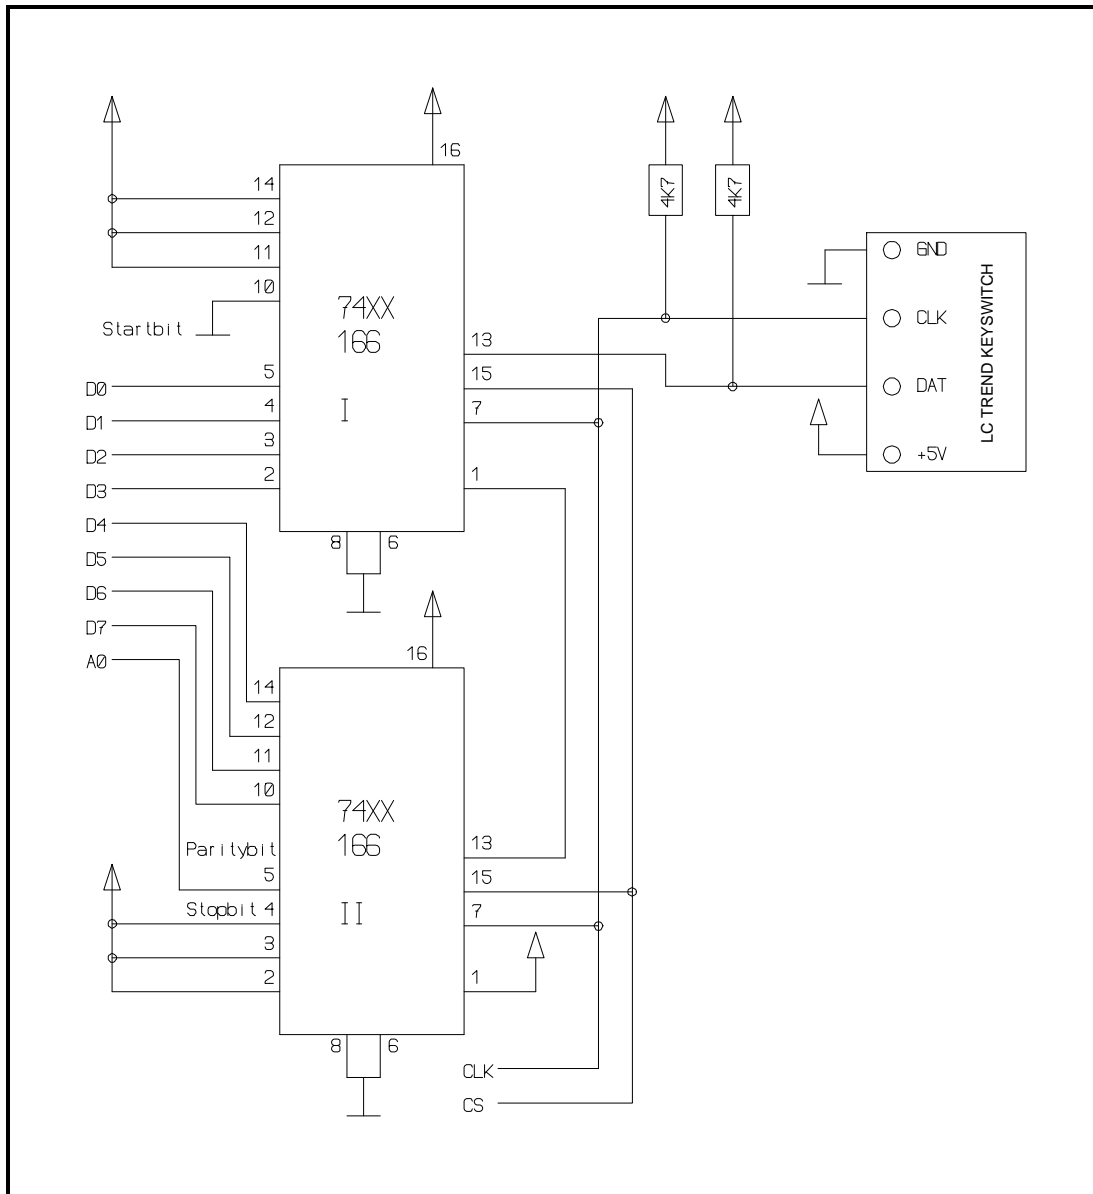 16
14
12
11
10
Startbit
74XX
166
I
13
15
7
1
5
4
3
2
D0
D1
D2
D3
D4
D5
D6
D7
A0
8
6
4K7
4K7
GND
CLK
DAT
+5V
LC TREND KEYSWITCH
16
14
12
11
10
74XX
166
II
Paritybit
5
Stopbit 4
3
2
13
15
7
1
8
6
CLK
CS